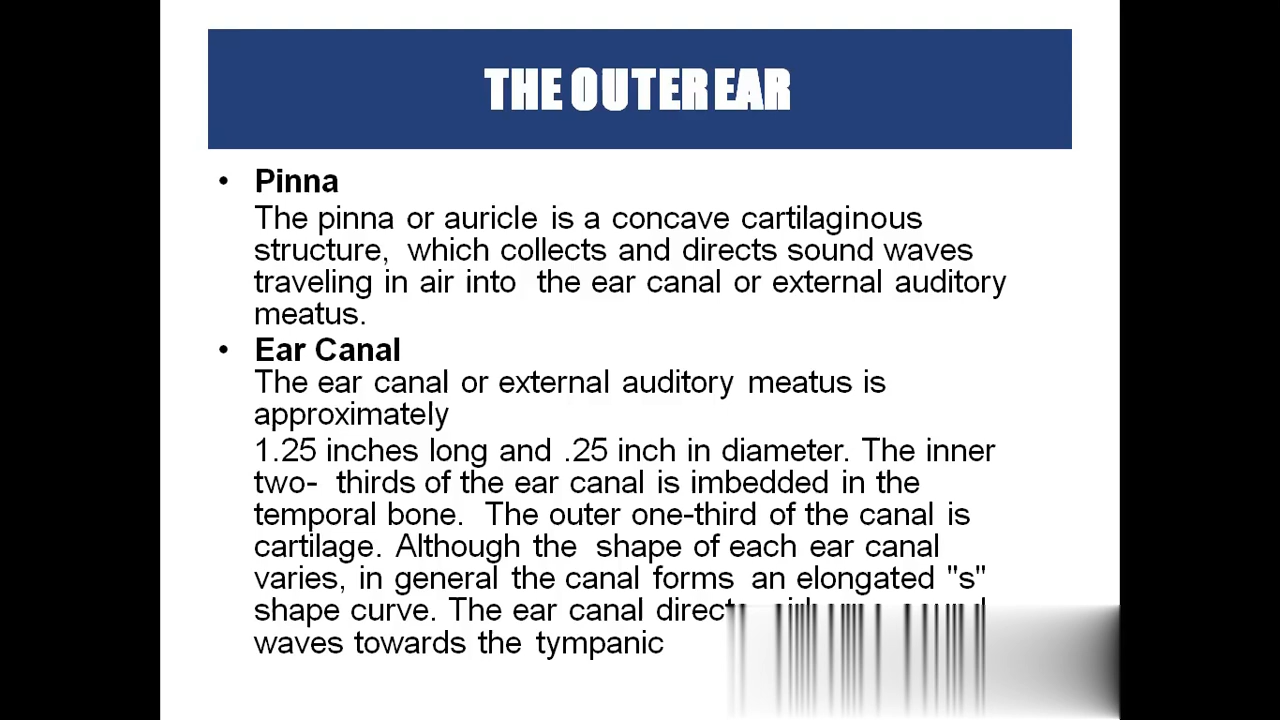 THE OUTER EAR
• Pinna
The pinna or auricle is a concave cartilaginous
structure, which collects and directs sound waves
traveling in air into the ear canal or external auditory
meatus.
• Ear Canal
The ear canal or external auditory meatus is
approximately
1.25 inches long and .25 inch in diameter. The inner
two- thirds of the ear canal is imbedded in the
temporal bone. The outer one-third of the canal is
cartilage. Although the shape of each ear canal
varies, in general the canal forms an elongated "s"
shape curve. The ear canal
waves towards the tympanic